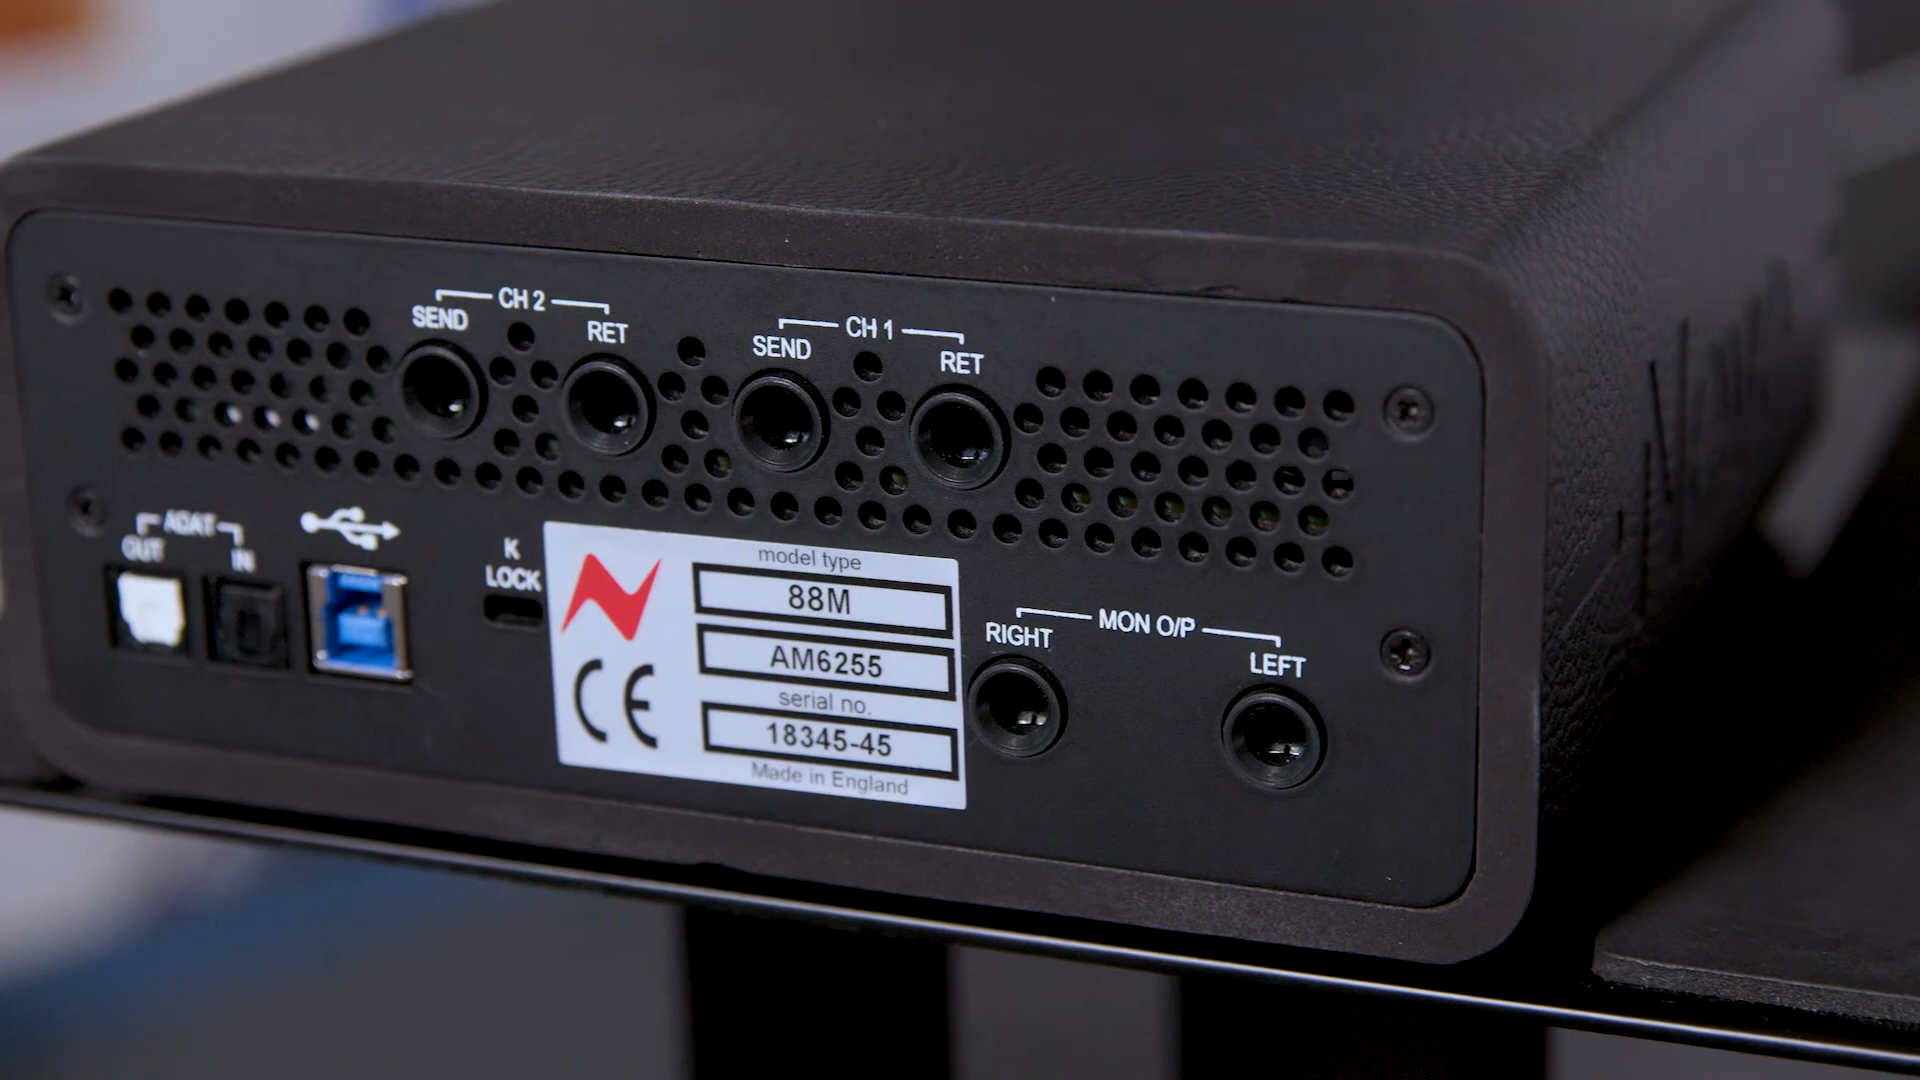 CH 2
SEND RET
CH 1
SEND RET
ADAT
OUT IN
K
LOCK
model type
88M
AM6255
serial no.
18345-45
Made in England
CE
MON O/P
RIGHT LEFT